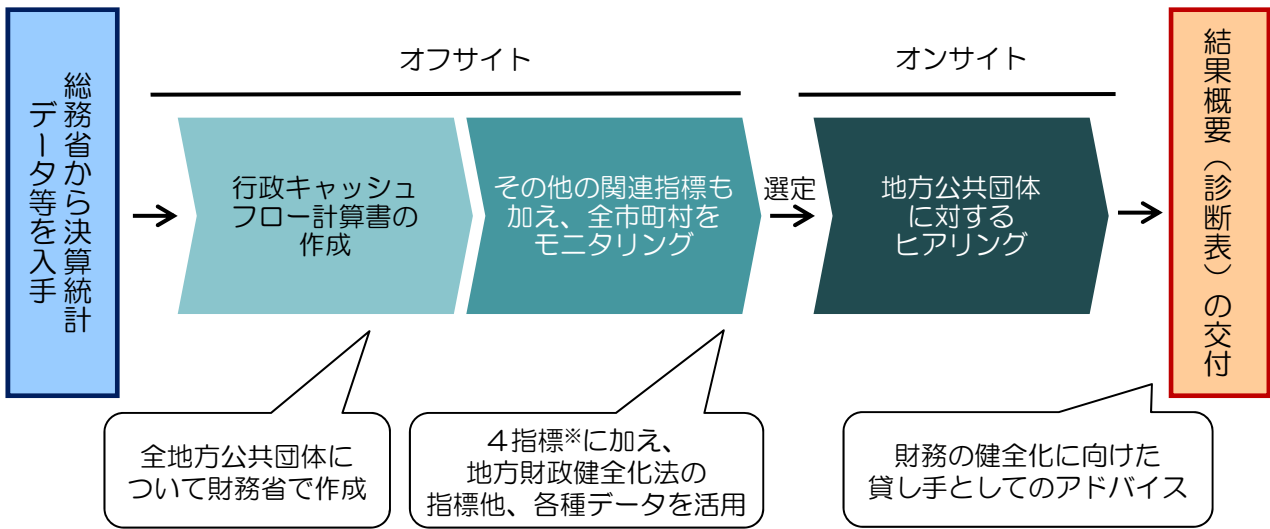 総務省から決算統計
データ等を入手
オフサイト
行政キャッシュ
フロー計算書の
作成
その他の関連指標も
加え、全市町村を
モニタリング
選定
オンサイト
地方公共団体
に対する
ヒアリング
結果概要（診断表）の交付
全地方公共団体に
ついて財務省で作成
４指標※に加え、
地方財政健全化法の
指標他、各種データを活用
財務の健全化に向けた
貸し手としてのアドバイス